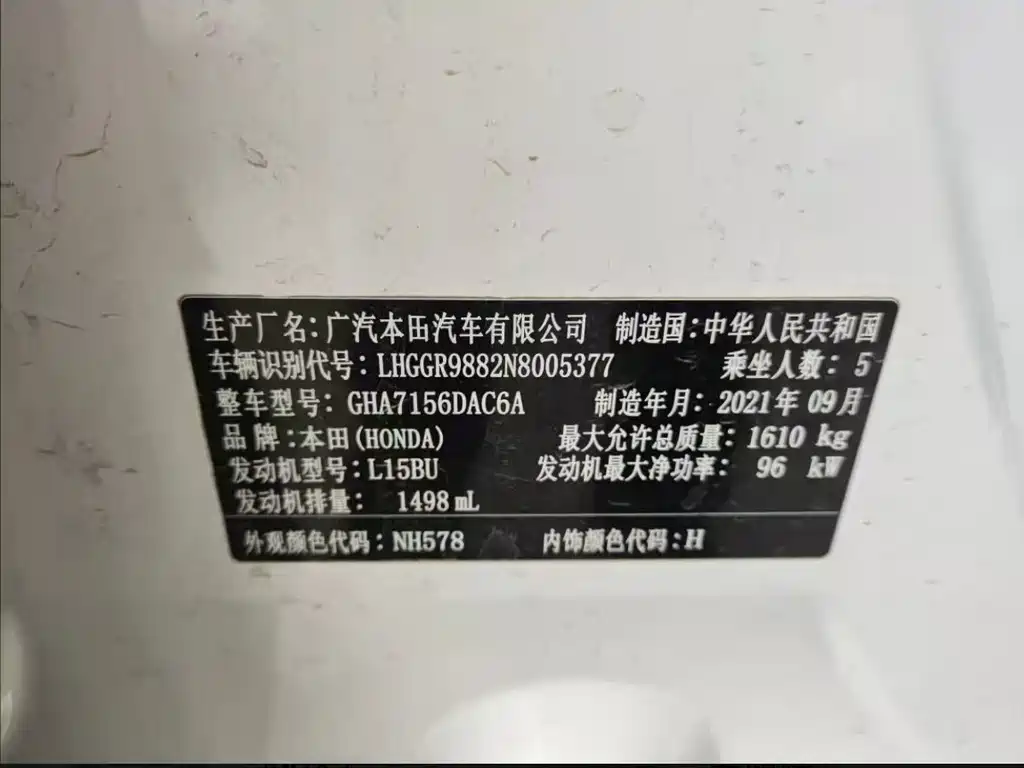 生产厂名：广汽本田汽车有限公司 制造国：中华人民共和国
车辆识别代号：LHGGR9882N8005377 乘坐人数：5
整车型号：GHA7156DAC6A 制造年月：2021年09月
品牌：本田(HONDA) 最大允许总质量：1610 kg
发动机型号：L15BU 发动机最大净功率：96 kW
发动机排量：1498 mL
外观颜色代码：NH578 内饰颜色代码：H